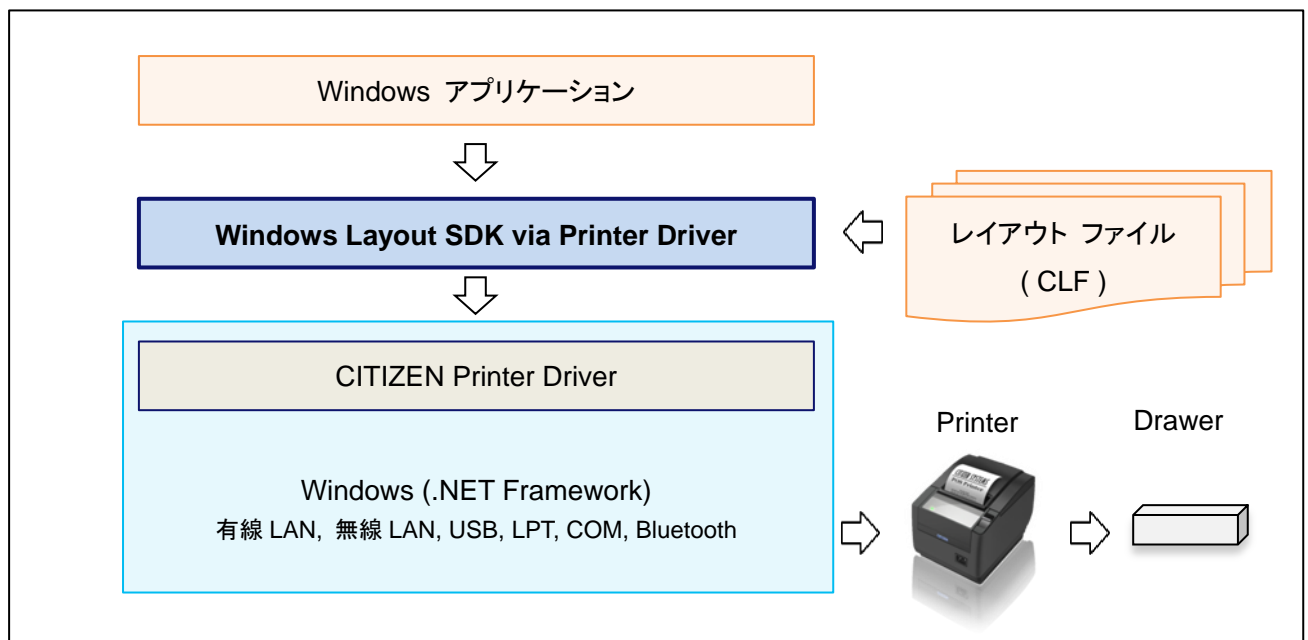 Windows アプリケーション
Windows Layout SDK via Printer Driver
レイアウト ファイル
( CLF )
CITIZEN Printer Driver
Windows (.NET Framework)
有線 LAN, 無線 LAN, USB, LPT, COM, Bluetooth
Printer
Drawer